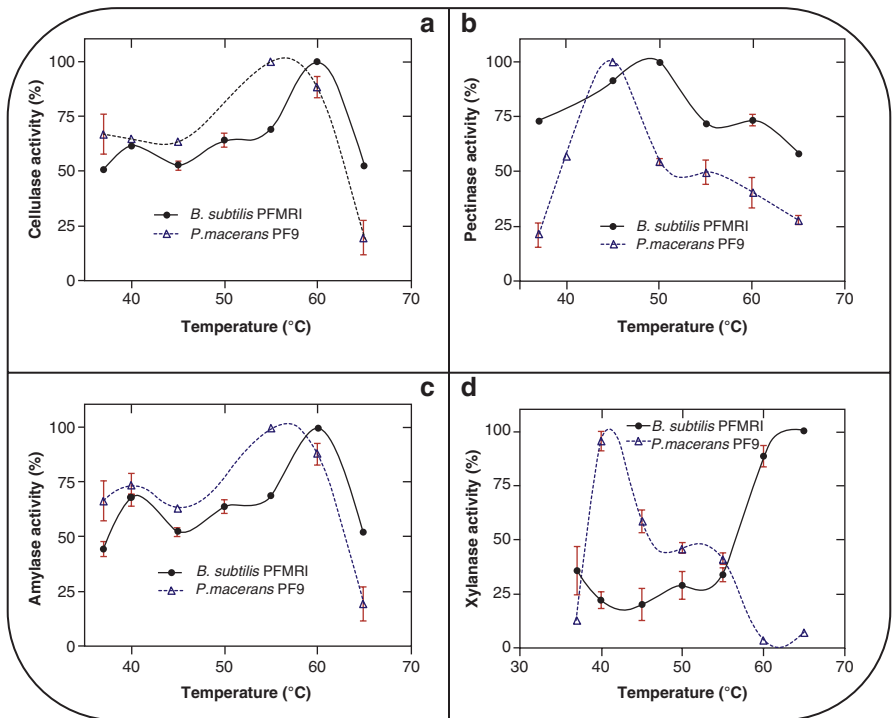 a
100
75
50
25
0
Cellulase activity (%)
B. subtilis PFMRI
P.macerans PF9
40 50 60 70
Temperature (°C)
b
100
75
50
25
0
Pectinase activity (%)
B. subtilis PFMRI
P.macerans PF9
40 50 60 70
Temperature (°C)
c
100
75
50
25
0
Amylase activity (%)
B. subtilis PFMRI
P.macerans PF9
40 50 60 70
Temperature (°C)
d
B. subtilis PFMRI
P.macerans PF9
100
75
50
25
0
Xylanase activity (%)
30 40 50 60 70
Temperature (°C)